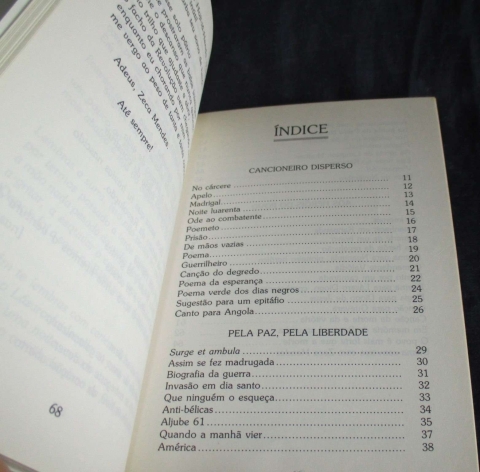 me vergo ao peso de
Adeus, Zeca Mendes.
Até sempre!
68
ÍNDICE
CANCIONEIRO DISPERSO
No cárcere 11
Apelo 12
Madrigal 13
Noite luarenta 14
Ode ao combatente 15
Poemeto 16
Prisão 17
De mãos vazias 18
Poema 19
Guerrilheiro 20
Canção do degredo 21
Poema da esperança 22
Poema verde dos dias negros 24
Sugestão para um epitáfio 25
Canto para Angola 26
PELA PAZ, PELA LIBERDADE
Surge et ambula 29
Assim se fez madrugada 30
Biografia da guerra 31
Invasão em dia santo 32
Que ninguém o esqueça 33
Anti-bélicas 34
Aljube 61 35
Quando a manhã vier 37
América 38